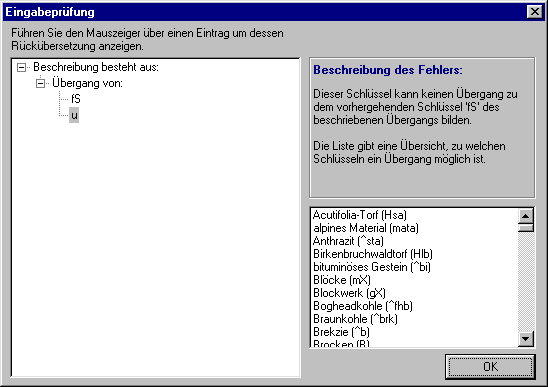 Eingabeprüfung
Führen Sie den Mauszeiger über einen Eintrag um dessen
Rückübersetzung anzeigen.
Beschreibung besteht aus:
Übergang von:
fS
u
Beschreibung des Fehlers:
Dieser Schlüssel kann keinen Übergang zu
dem vorhergehenden Schlüssel 'fS' des
beschriebenen Übergangs bilden.
Die Liste gibt eine Übersicht, zu welchen
Schlüsseln ein Übergang möglich ist.
Acutifolia-Torf (Hsa)
alpines Material (mata)
Anthrazit (^sta)
Birkenbruchwaldtorf (Hlb)
bituminöses Gestein (^bi)
Blöcke (mX)
Blockwerk (gX)
Bogheadkohle (^fhb)
Braunkohle (^brk)
Brekzie (^b)
Brocken (B)
OK